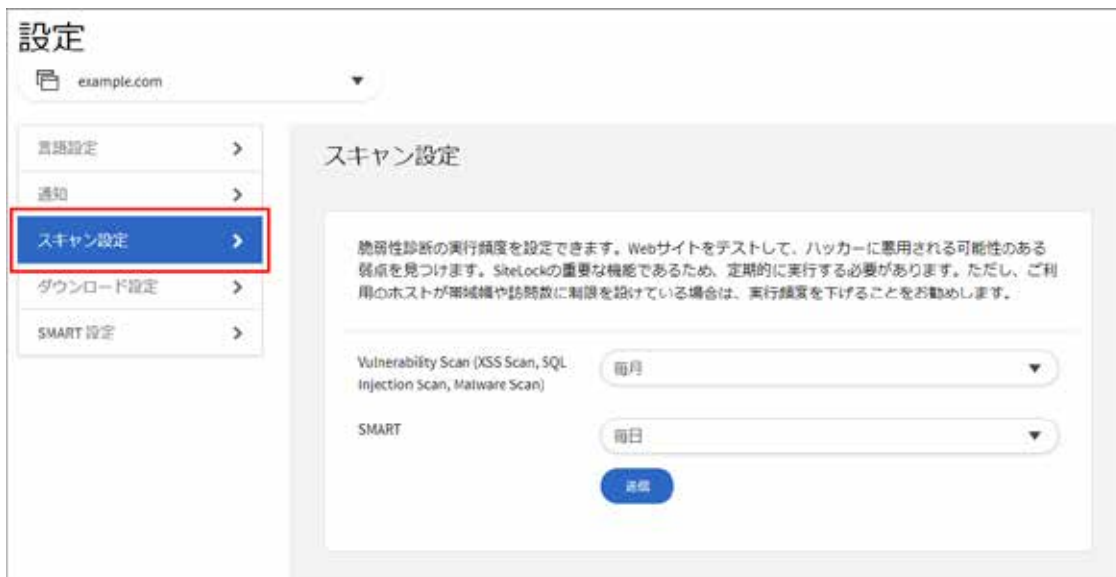 設定
example.com
言語設定
通知
スキャン設定
ダウンロード設定
SMART 設定
スキャン設定
脆弱性診断の実行頻度を設定できます。Webサイトをテストして、ハッカーに悪用される可能性のある
弱点を見つけます。SiteLockの重要な機能であるため、定期的に実行する必要があります。ただし、ご利
用のホストが帯域幅や訪問数に制限を設けている場合は、実行頻度を下げることをお勧めします。
Vulnerability Scan (XSS Scan, SQL
Injection Scan, Malware Scan)
毎月
SMART
毎日
送信